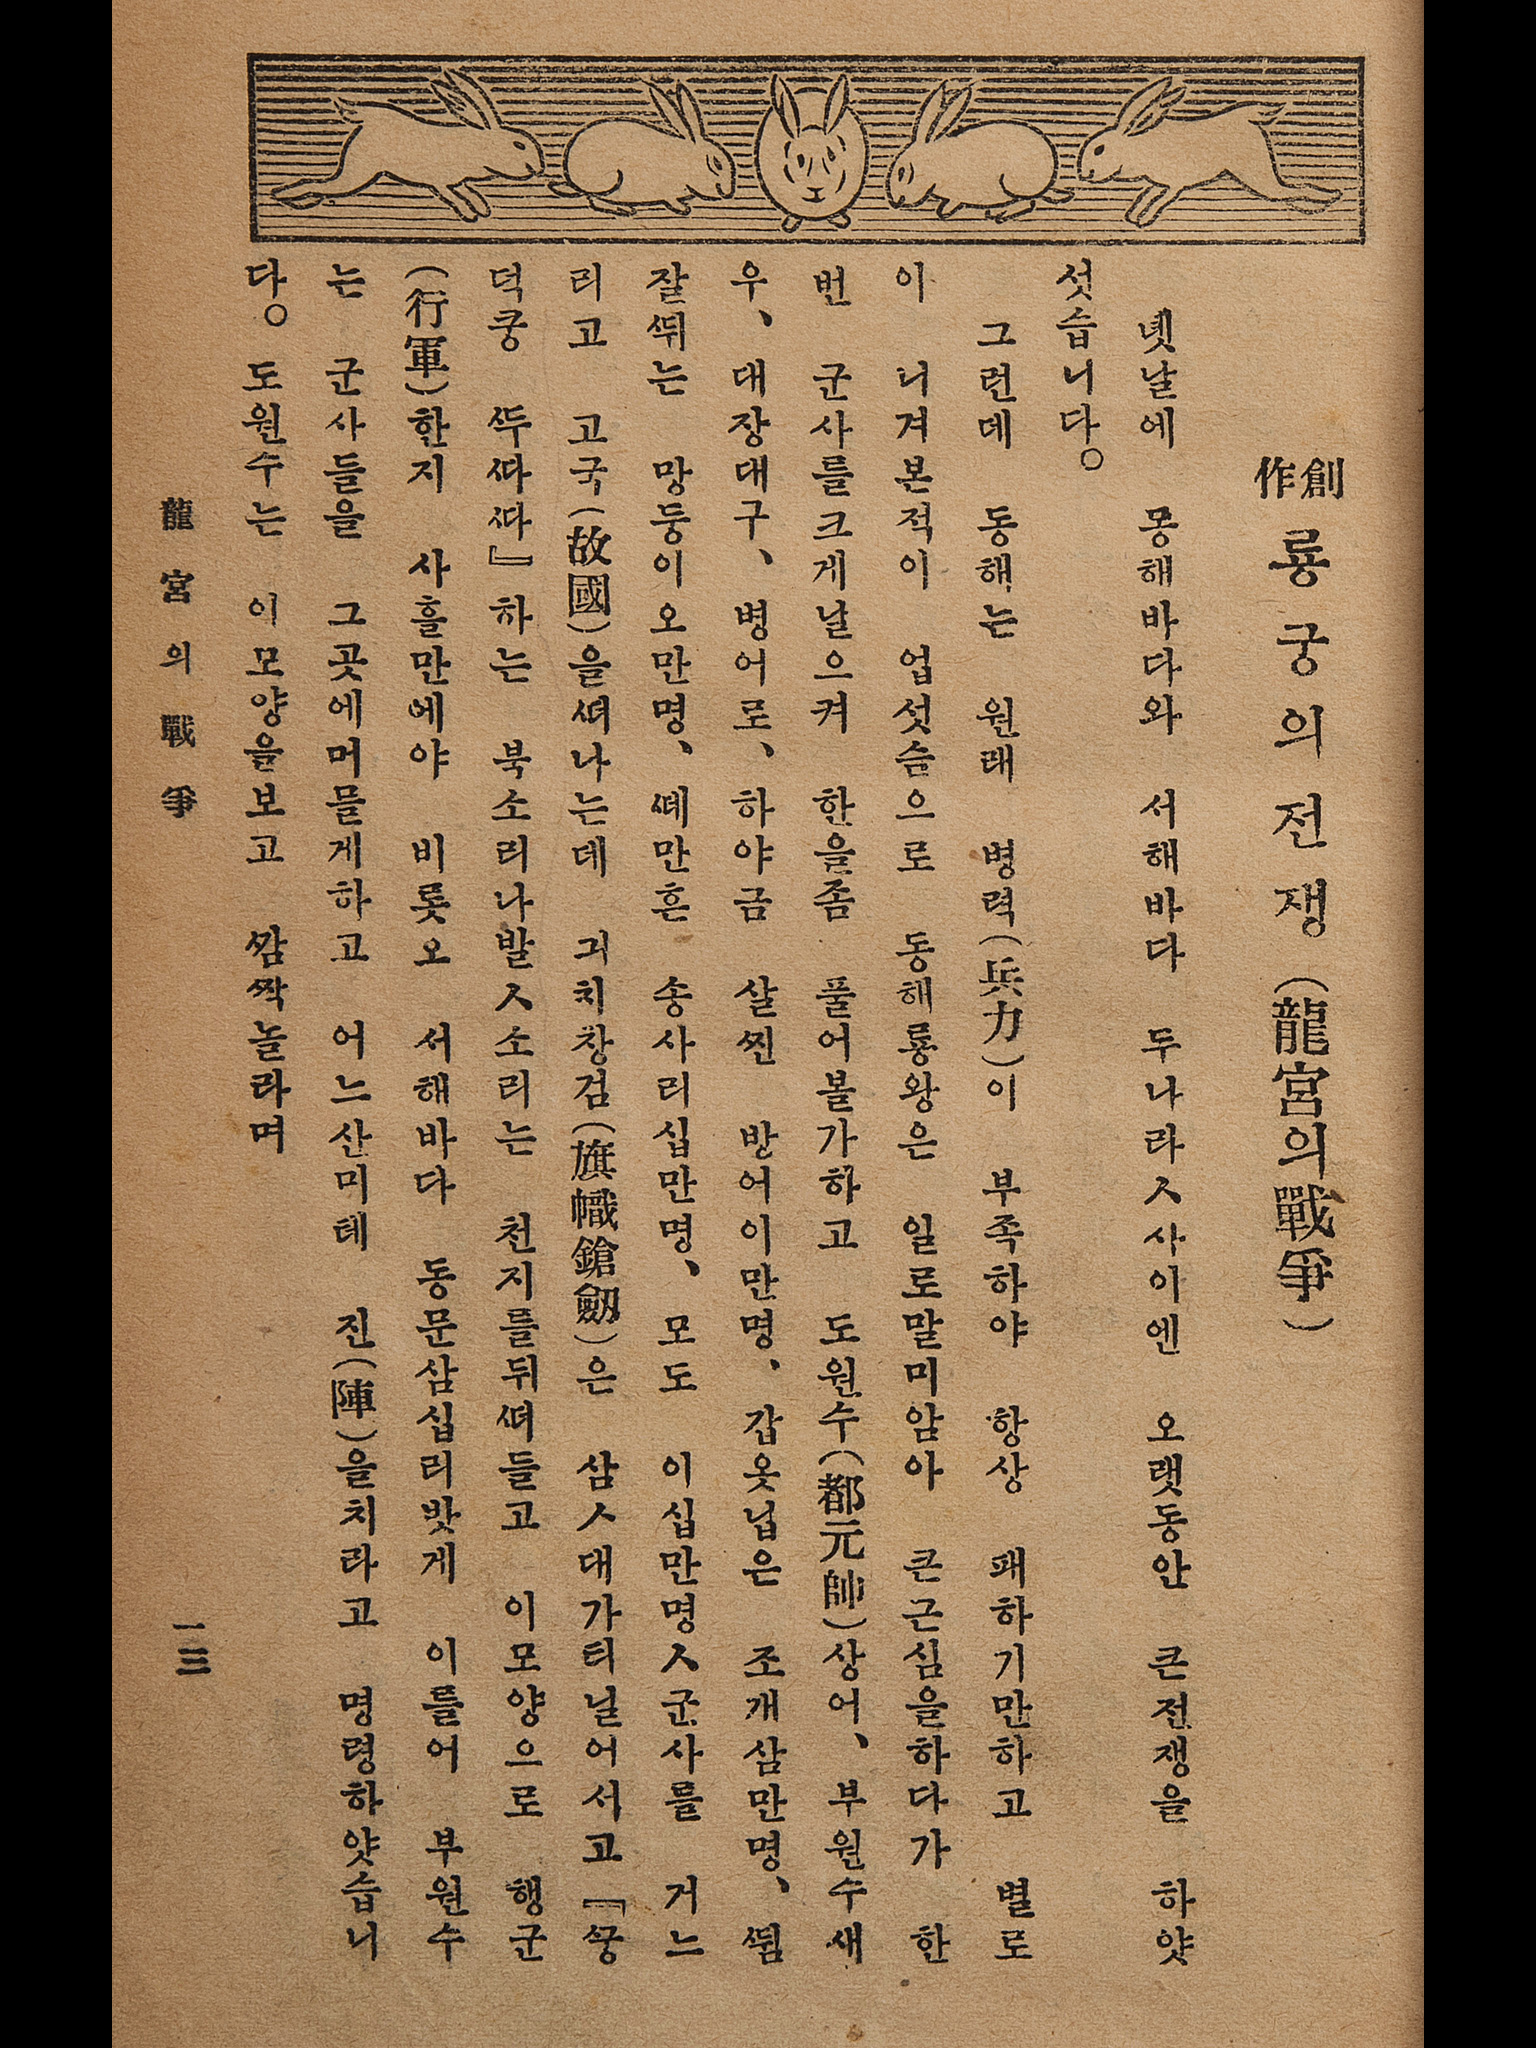 創作 룡궁의전쟁(龍宮의戰爭)
녯날에 몽해바다와 서해바다 두나라ㅅ사이엔 오랫동안 큰전쟁을 하얏
섯습니다。
그런데 동해는 원래 병력(兵力)이 부족하야 항상 패하기만하고 별로
이 니겨본적이 업섯슴으로 동해룡왕은 일로말미암아 큰근심을하다가 한
번 군사를크게날으켜 한을좀 풀어볼가하고 도원수(都元帥)상어、부원수새
우、대장대구、병어로、하야금 살찐 방어이만명、갑옷닙은 조개삼만명、뛰
잘뛰는 망둥이오만명、떼만흔 송사리십만명、모도 이십만명ㅅ군사를 거느
리고 고국(故國)을떠나는데 긔치창검(旗幟鎗劒)은 삼ㅅ대가티닐어서고『꿍
덕쿵 뚜따따』하는 북소리나발ㅅ소리는 천지를뒤떠들고 이모양으로 행군
(行軍)한지 사흘만에야 비롯오 서해바다 동문삼십리밧게 이를어 부원수
는 군사들을 그곳에머믈게하고 어느산미테 진(陣)을치라고 명령하얏습니
다。도원수는 이모양을보고 깜짝놀라며
龍宮의戰爭
一三